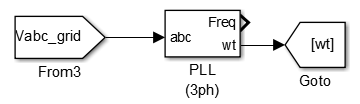 Vabc_grid
From3
abc
Freq
wt
PLL
(3ph)
[wt]
Goto